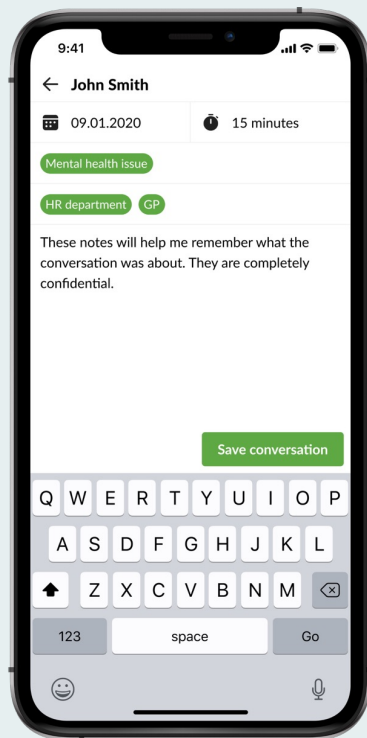 9:41
John Smith
09.01.2020 15 minutes
Mental health issue
HR department GP
These notes will help me remember what the
conversation was about. They are completely
confidential.
Save conversation
Q W E R T Y U I O P
A S D F G H J K L
Z X C V B N M
123 space Go